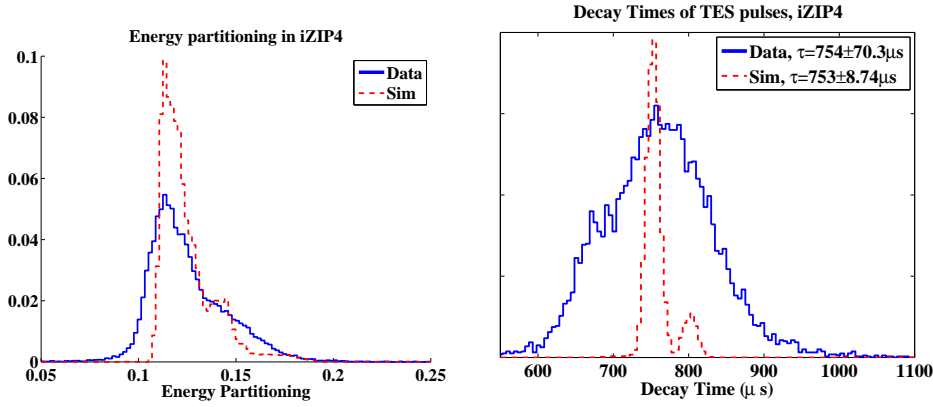 Energy partitioning in iZIP4
Data
Sim
0.1
0.08
0.06
0.04
0.02
0
0.05
0.1
0.15
0.2
0.25
Energy Partitioning
Decay Times of TES pulses, iZIP4
Data, τ=754±70.3μs
Sim, τ=753±8.74μs
600
700
800
900
1000
1100
Decay Time (μ s)